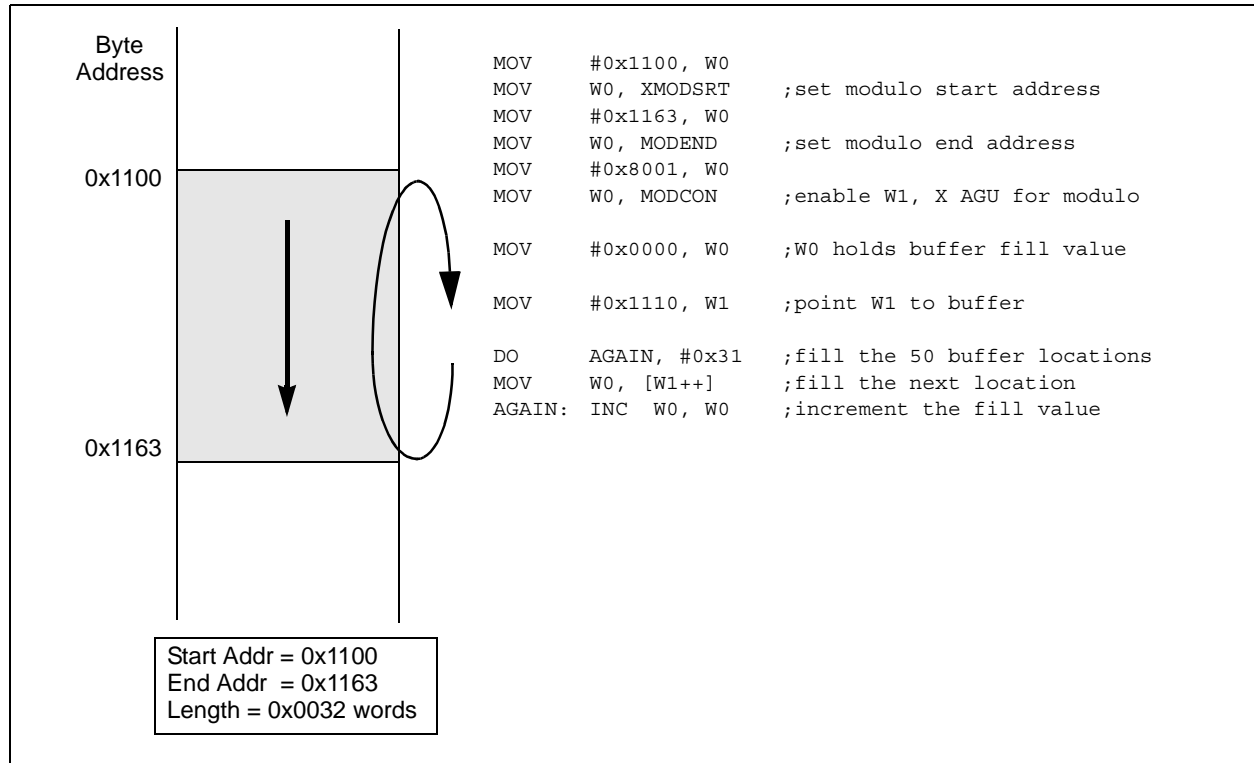 Byte
Address
0x1100
0x1163
MOV #0x1100, W0
MOV W0, XMODSRT ;set modulo start address
MOV #0x1163, W0
MOV W0, MODEND ;set modulo end address
MOV #0x8001, W0
MOV W0, MODCON ;enable W1, X AGU for modulo
MOV #0x0000, W0 ;W0 holds buffer fill value
MOV #0x1110, W1 ;point W1 to buffer
DO AGAIN, #0x31 ;fill the 50 buffer locations
MOV W0, [W1++] ;fill the next location
AGAIN: INC W0, W0 ;increment the fill value
Start Addr = 0x1100
End Addr = 0x1163
Length = 0x0032 words